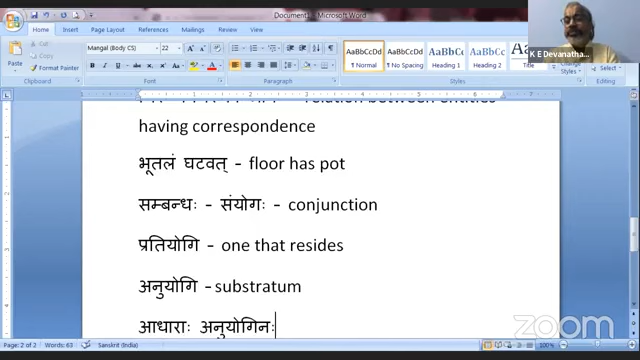 Document1 - Microsoft Word
Home Insert Page Layout References Mailings Review View
Cut
Copy
Paste
Format Painter
Clipboard
Mangal (Body CS) 22
Font
Paragraph
AaBbCcDd AaBbCcDd AaBbCc AaBbCc
¶ Normal ¶ No Spacing Heading 1 Heading 2 Title
Change
Styles
Styles
Editing
K E Devanatha...
relation between entities
having correspondence
भूतलं घटवत् – floor has pot
सम्बन्धः – संयोगः – conjunction
प्रतियोगि – one that resides
अनुयोगि – substratum
आधाराः अनुयोगिनः
zoom
Page: 2 of 2 Words: 63 Sanskrit (India) 100%